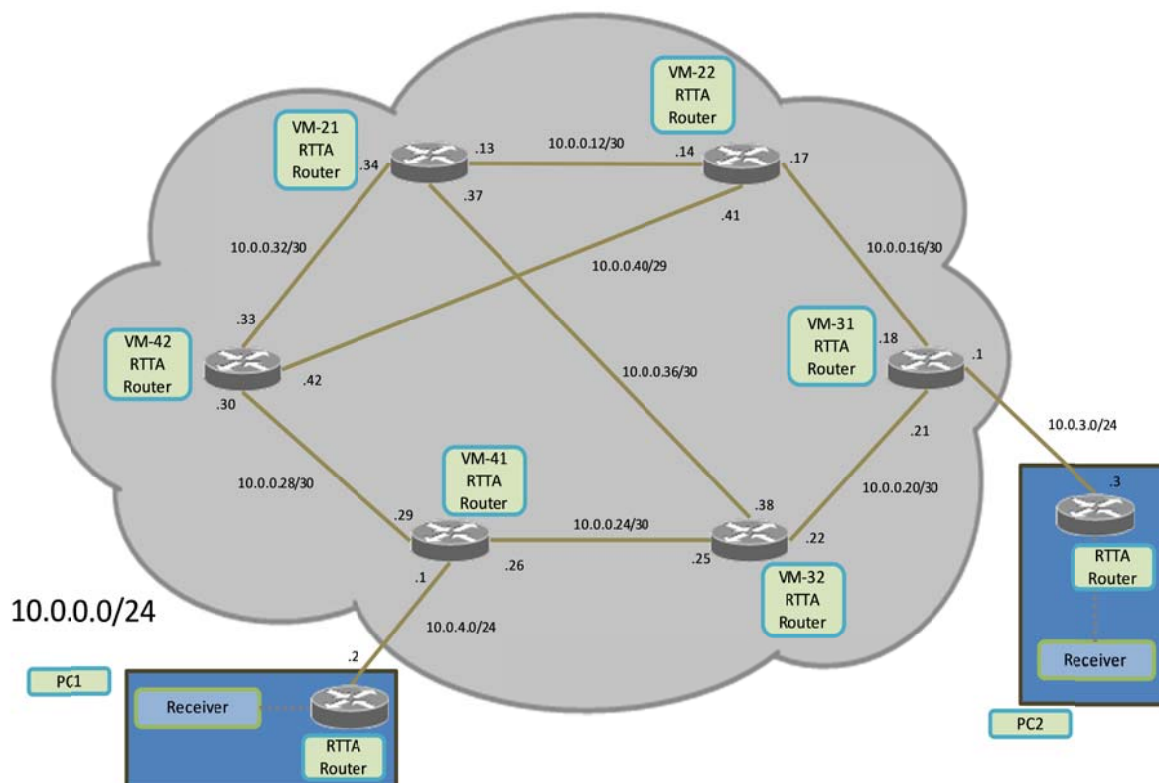 VM-22
RTTA
Router
VM-21
RTTA
Router
.34
.13
10.0.0.12/30
.14
.17
.37
.41
10.0.0.32/30
10.0.0.40/29
10.0.0.16/30
.33
VM-42
RTTA
Router
.42
.30
10.0.0.36/30
VM-31
RTTA
Router
.18
.1
.21
10.0.3.0/24
VM-41
RTTA
Router
10.0.0.28/30
10.0.0.20/30
.29
10.0.0.24/30
.38
.3
.26
.25
.22
.1
VM-32
RTTA
Router
RTTA
Router
10.0.0.0/24
10.0.4.0/24
.2
Receiver
PC1
Receiver
RTTA
Router
PC2